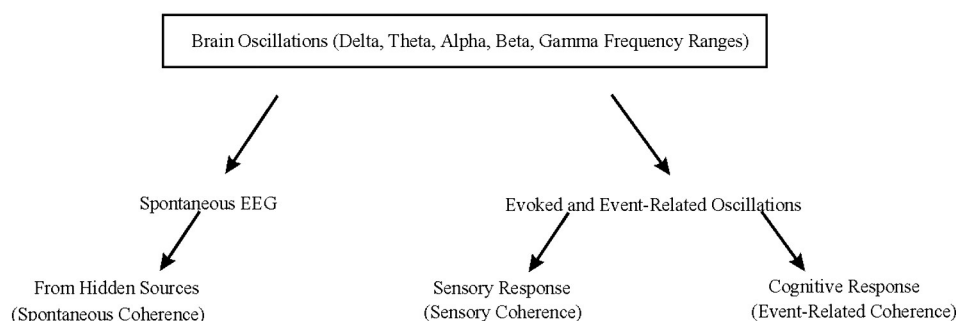 Brain Oscillations (Delta, Theta, Alpha, Beta, Gamma Frequency Ranges)
Spontaneous EEG
Evoked and Event-Related Oscillations
From Hidden Sources
(Spontaneous Coherence)
Sensory Response
(Sensory Coherence)
Cognitive Response
(Event-Related Coherence)